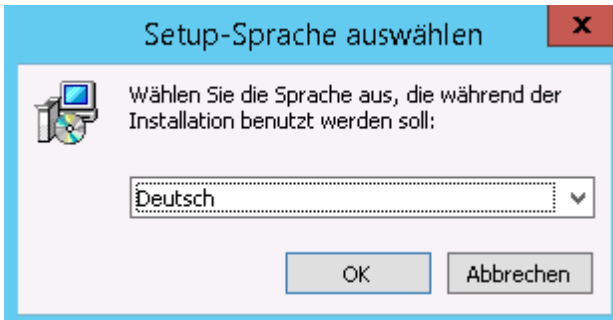 Setup-Sprache auswählen
x
Wählen Sie die Sprache aus, die während der
Installation benutzt werden soll:
Deutsch
OK
Abbrechen